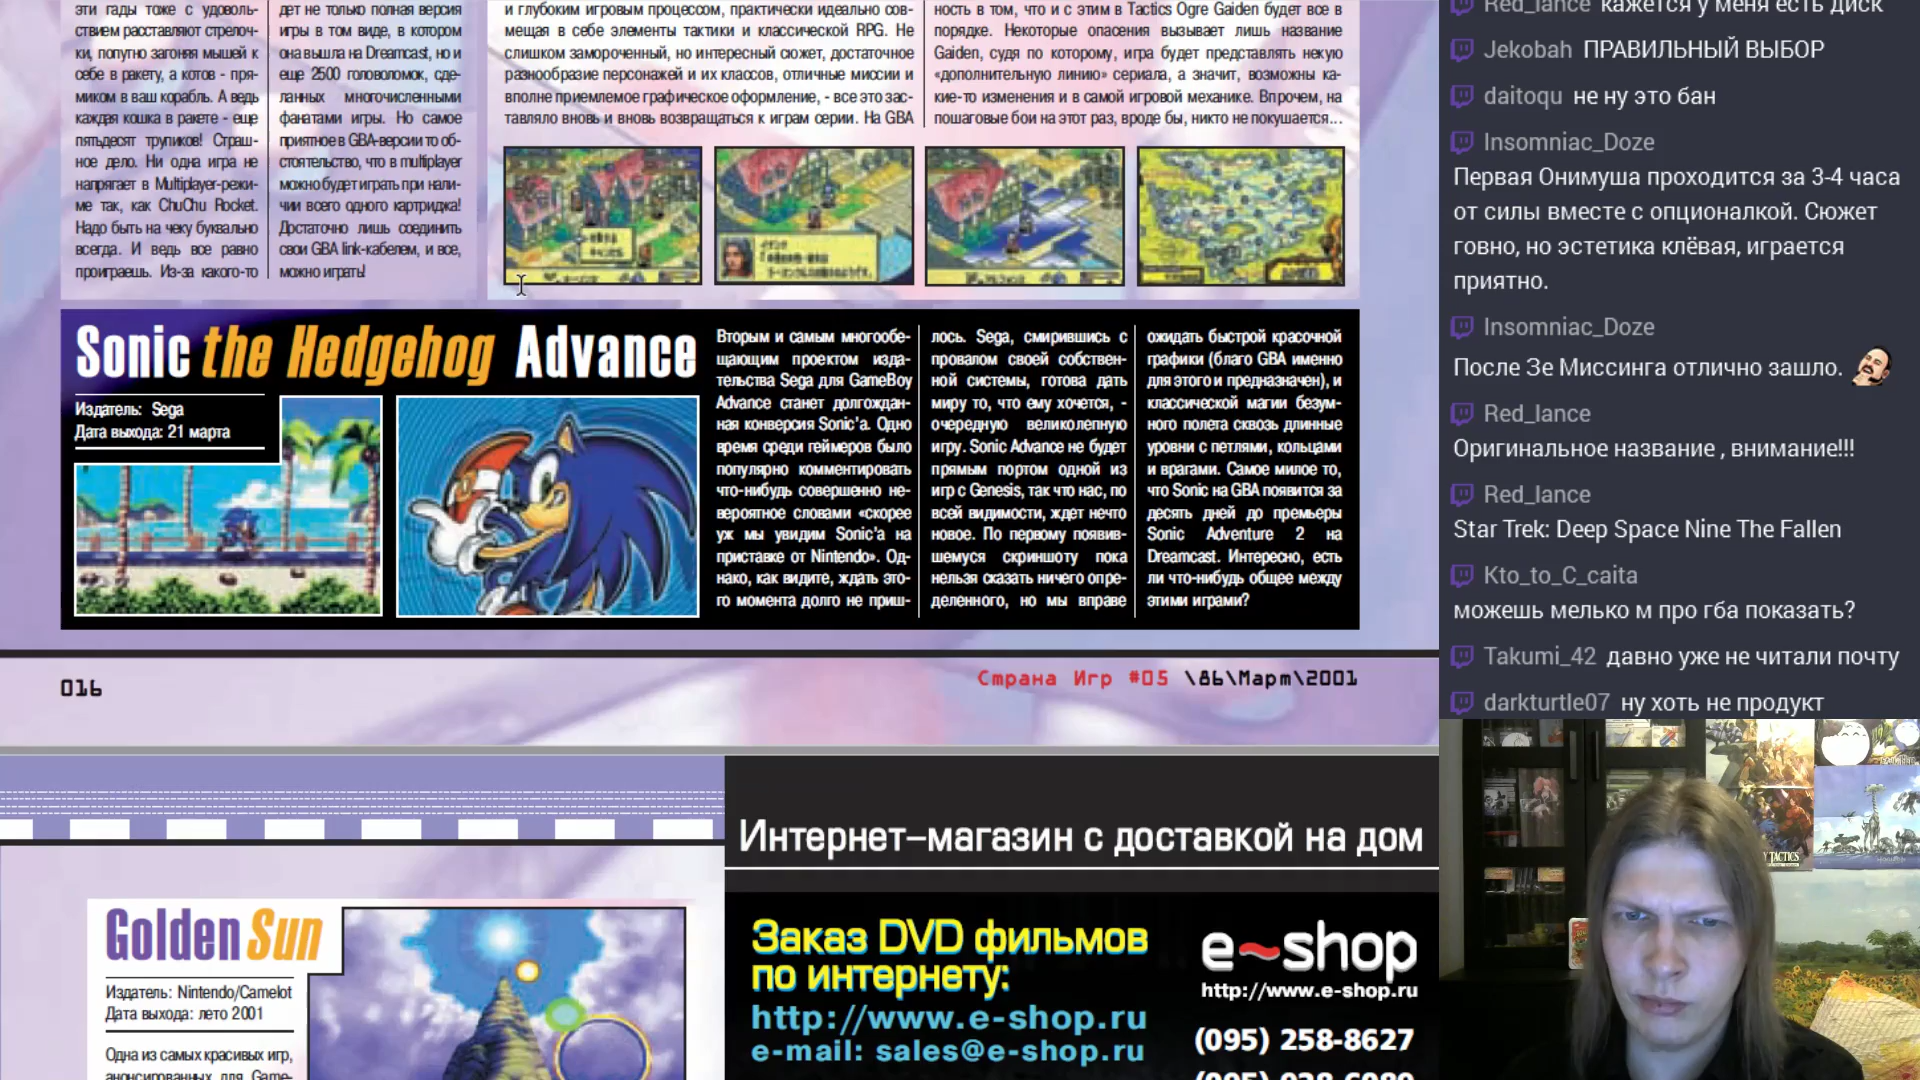 эти гады тоже с удоволь-
ствием расставляют стрелоч-
ки, попутно загоняя мышей к
себе в ракету, а котов - пря-
миком в ваш корабль. А ведь
каждая кошка в ракете - еще
пятьдесят трупиков! Страш-
ное дело. Ни одна игра не
напрягает в Multiplayer-режи-
ме так, как ChuChu Rocket.
Надо быть на чеку буквально
всегда. И ведь все равно
проиграешь. Из-за какого-то
дет не только полная версия
игры в том виде, в котором
она вышла на Dreamcast, но и
еще 2500 головоломок, сде-
ланных многочисленными
фанатами игры. Но самое
приятное в GBA-версии то об-
стоятельство, что в multiplayer
можно будет играть при нали-
чии всего одного картриджа!
Достаточно лишь соединить
свои GBA link-кабелем, и все,
можно играть!
и глубоким игровым процессом, практически идеально сов-
мещая в себе элементы тактики и классической RPG. Не
слишком замороченный, но интересный сюжет, достаточное
разнообразие персонажей и их классов, отличные миссии и
вполне приемлемое графическое оформление, - все это зас-
тавляло вновь и вновь возвращаться к играм серии. На GBA
ность в том, что и с этим в Tactics Ogre Gaiden будет все в
порядке. Некоторые опасения вызывает лишь название
Gaiden, судя по которому, игра будет представлять некую
«дополнительную линию» сериала, а значит, возможны ка-
кие-то изменения и в самой игровой механике. Впрочем, на
пошаговые бои на этот раз, вроде бы, никто не покушается...
Sonic the Hedgehog Advance
Издатель: Sega
Дата выхода: 21 марта
Вторым и самым многообе-
щающим проектом изда-
тельства Sega для GameBoy
Advance станет долгождан-
ная конверсия Sonic'а. Одно
время среди геймеров было
популярно комментировать
что-нибудь совершенно не-
вероятное словами «скорее
уж мы увидим Sonic'а на
приставке от Nintendo». Од-
нако, как видите, ждать это-
го момента долго не приш-
лось. Sega, смирившись с
провалом своей собствен-
ной системы, готова дать
миру то, что ему хочется, -
очередную великолепную
игру. Sonic Advance не будет
прямым портом одной из
игр с Genesis, так что нас, по
всей видимости, ждет нечто
новое. По первому появив-
шемуся скриншоту пока
нельзя сказать ничего опре-
деленного, но мы вправе
ожидать быстрой красочной
графики (благо GBA именно
для этого и предназначен), и
классической магии безум-
ного полета сквозь длинные
уровни с петлями, кольцами
и врагами. Самое милое то,
что Sonic на GBA появится за
десять дней до премьеры
Sonic Adventure 2 на
Dreamcast. Интересно, есть
ли что-нибудь общее между
этими играми?
016
Страна Игр #05 \86\Март\2001
Golden Sun
Издатель: Nintendo/Camelot
Дата выхода: лето 2001
Одна из самых красивых игр,
анонсированных для Game-
Интернет-магазин с доставкой на дом
Заказ DVD фильмов
по интернету:
http://www.e-shop.ru
e-mail: sales@e-shop.ru
e~shop
http://www.e-shop.ru
(095) 258-8627
Red_lance кажется у меня есть диск
Jekobah ПРАВИЛЬНЫЙ ВЫБОР
daitoqu не ну это бан
Insomniac_Doze
Первая Онимуша проходится за 3-4 часа
от силы вместе с опционалкой. Сюжет
говно, но эстетика клёвая, играется
приятно.
Insomniac_Doze
После Зе Миссинга отлично зашло.
Red_lance
Оригинальное название , внимание!!!
Red_lance
Star Trek: Deep Space Nine The Fallen
Kto_to_C_caita
можешь мелько м про гба показать?
Takumi_42 давно уже не читали почту
darkturtle07 ну хоть не продукт
TACTICS